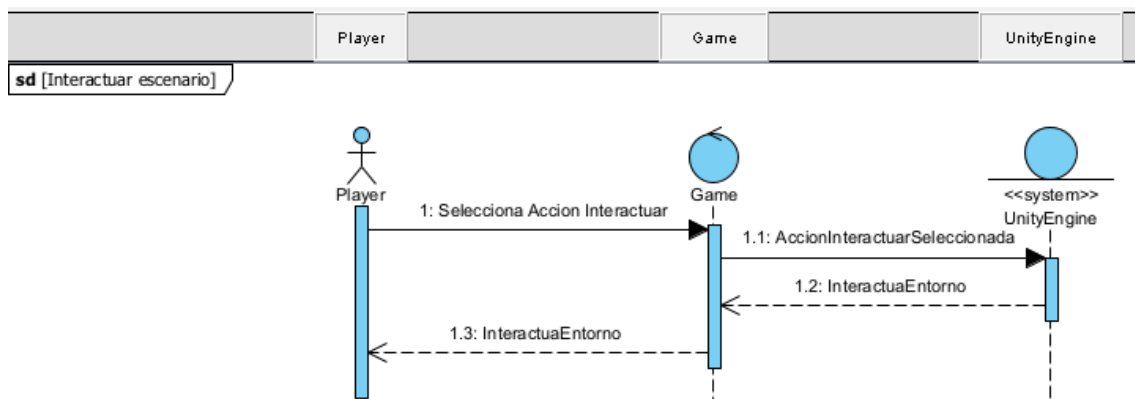 Player Game UnityEngine
sd [Interactuar escenario]
Player
Game
<<system>>
UnityEngine
1: Selecciona Accion Interactuar
1.1: AccionInteractuarSeleccionada
1.2: InteractuaEntorno
1.3: InteractuaEntorno